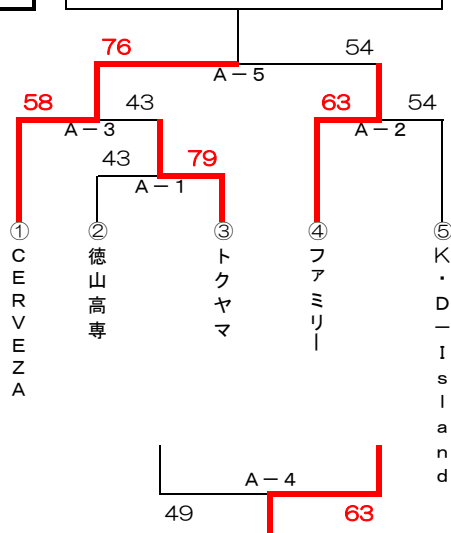 76 54
A－5
58 43 63 54
A－3 A－2
43 79
A－1
① ② ③ ④ ⑤
CERVEZA
徳山高専
トクヤマ
ファミリー
K・D－Island
A－4
49 63